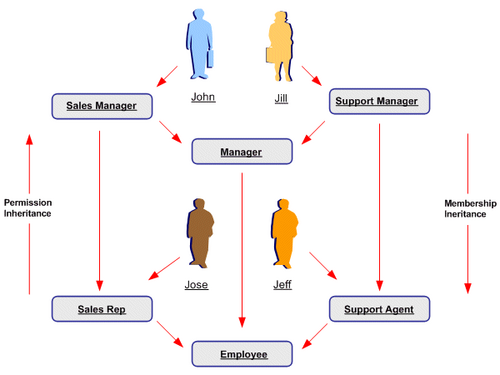 John
Jill
Sales Manager
Support Manager
Manager
Permission
Inheritance
Membership
Ineritance
Jose
Jeff
Sales Rep
Support Agent
Employee